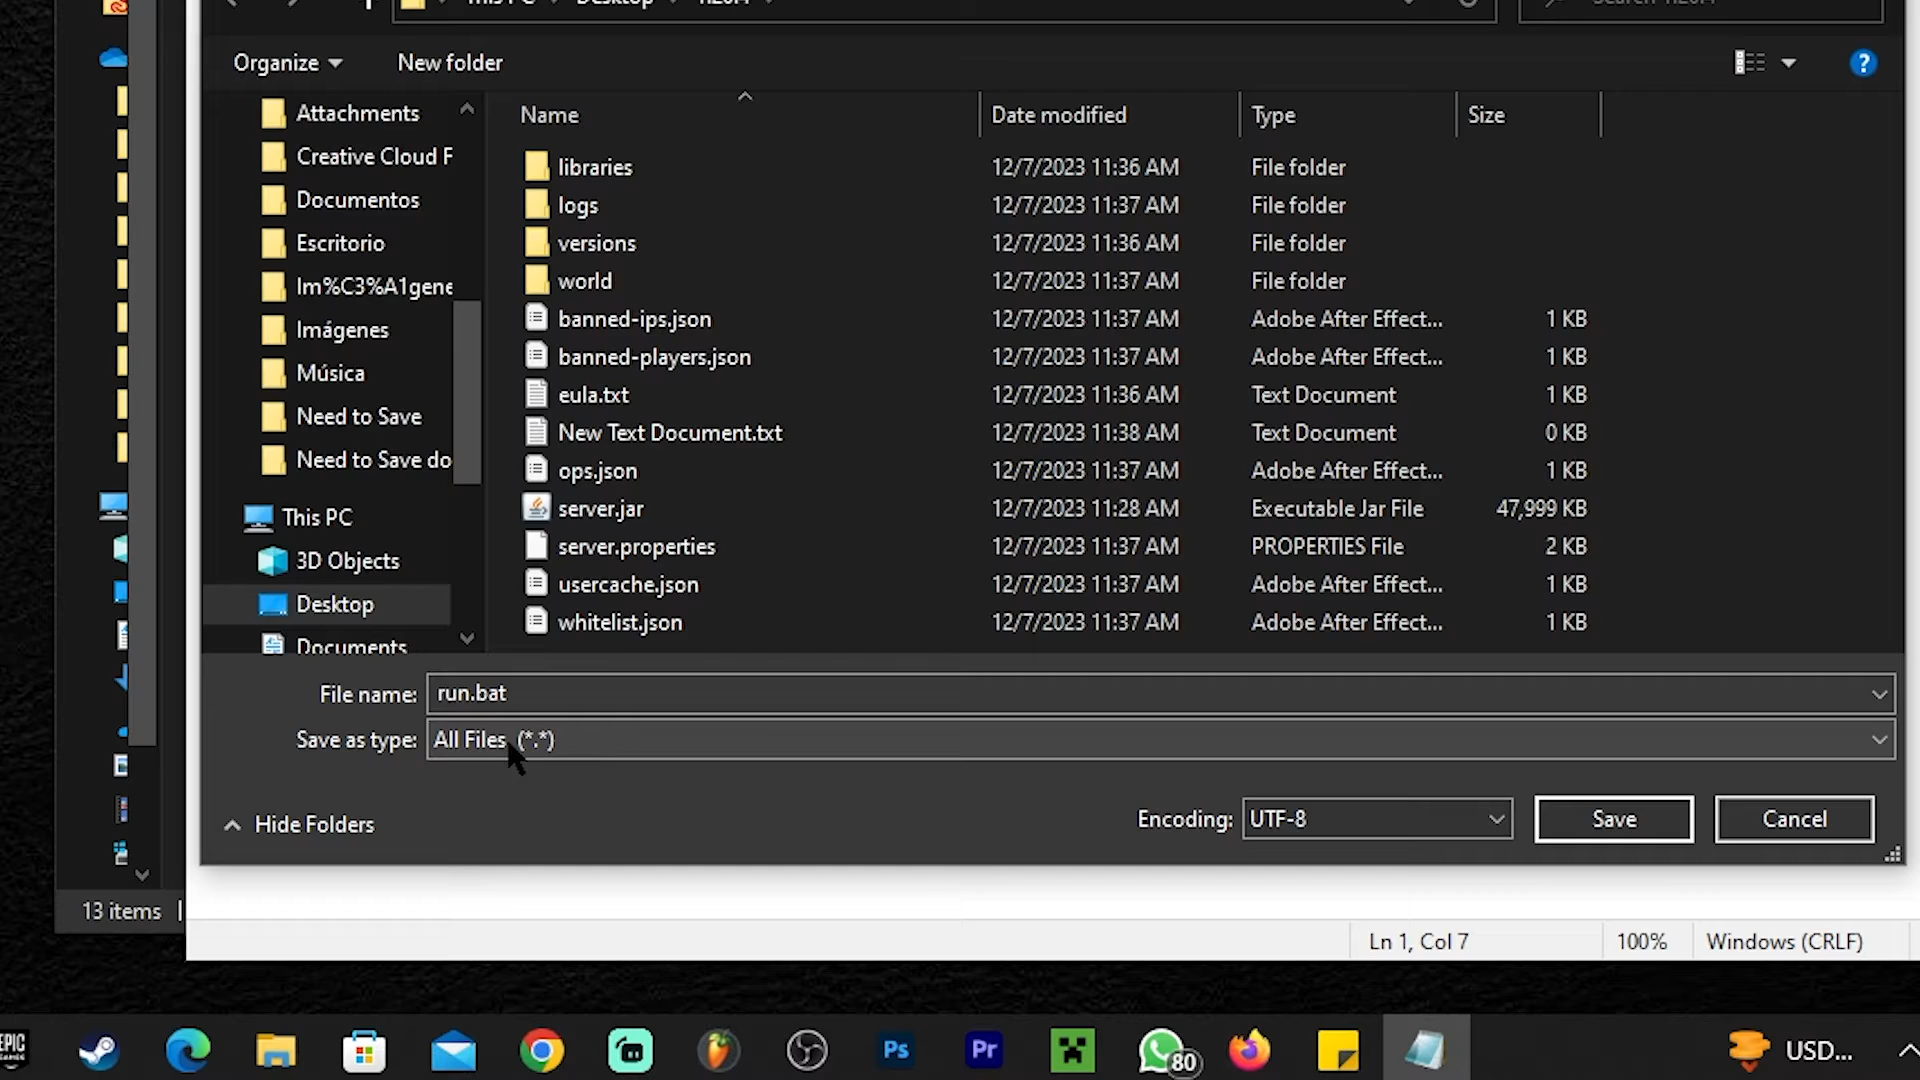 This PC Desktop
Organize New folder
Attachments
Creative Cloud F
Documentos
Escritorio
Im%C3%A1gene
Imágenes
Música
Need to Save
Need to Save do
This PC
3D Objects
Desktop
Documents
Name Date modified Type Size
libraries 12/7/2023 11:36 AM File folder
logs 12/7/2023 11:37 AM File folder
versions 12/7/2023 11:36 AM File folder
world 12/7/2023 11:37 AM File folder
banned-ips.json 12/7/2023 11:37 AM Adobe After Effect... 1 KB
banned-players.json 12/7/2023 11:37 AM Adobe After Effect... 1 KB
eula.txt 12/7/2023 11:36 AM Text Document 1 KB
New Text Document.txt 12/7/2023 11:38 AM Text Document 0 KB
ops.json 12/7/2023 11:37 AM Adobe After Effect... 1 KB
server.jar 12/7/2023 11:28 AM Executable Jar File 47,999 KB
server.properties 12/7/2023 11:37 AM PROPERTIES File 2 KB
usercache.json 12/7/2023 11:37 AM Adobe After Effect... 1 KB
whitelist.json 12/7/2023 11:37 AM Adobe After Effect... 1 KB
File name: run.bat
Save as type: All Files (*.*)
Hide Folders Encoding: UTF-8 Save Cancel
13 items
Ln 1, Col 7 100% Windows (CRLF)
EPIC
GAMES
Ps Pr 80 USD...